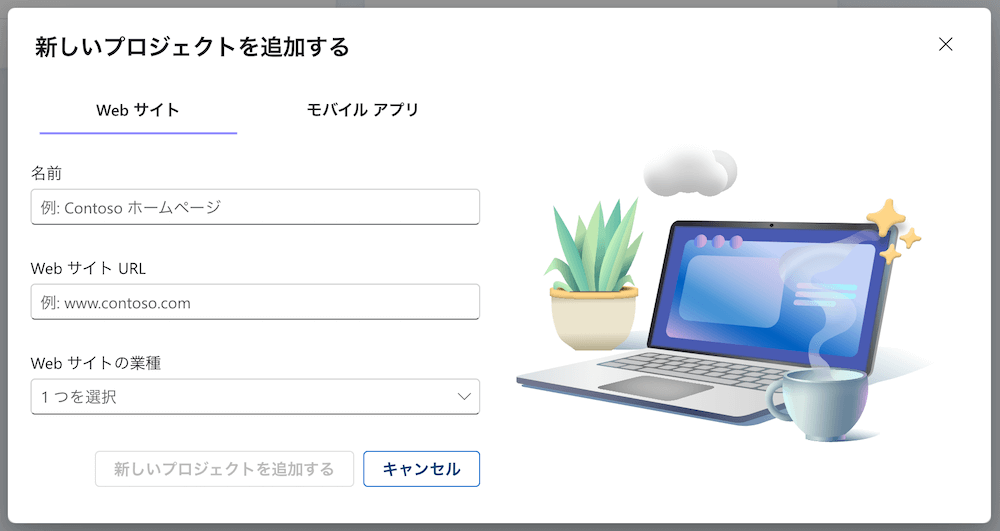 新しいプロジェクトを追加する
Web サイト
モバイル アプリ
名前
例: Contoso ホームページ
Web サイト URL
例: www.contoso.com
Web サイトの業種
1 つを選択
新しいプロジェクトを追加する
キャンセル